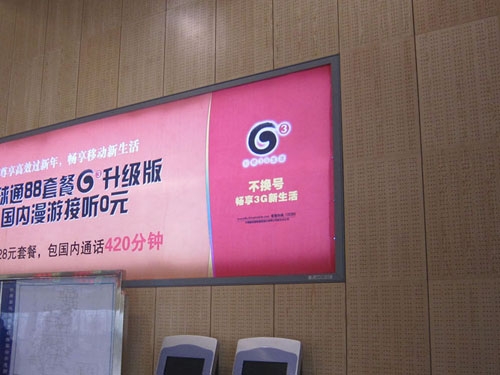 尊享高效过新年，畅享移动新生活
球通88套餐G3升级版
国内漫游接听0元
28元套餐，包国内通话420分钟
G3
不换号
畅享3G新生活